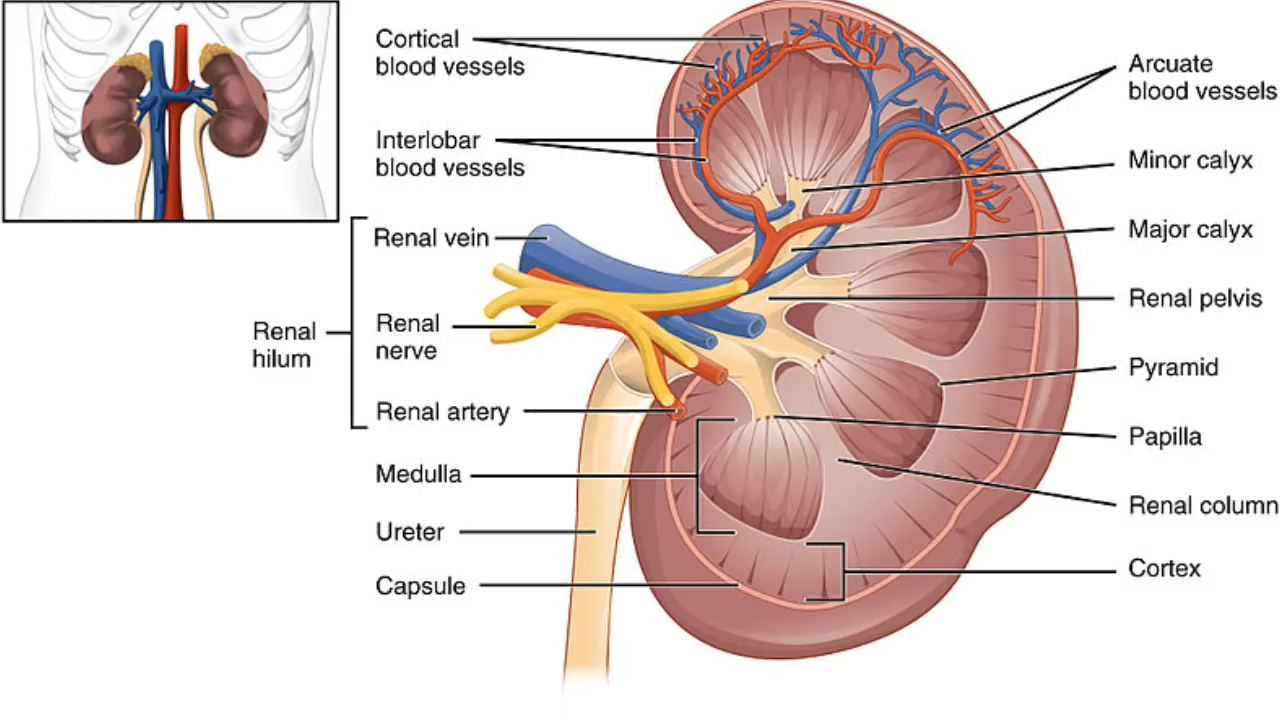 Cortical
blood vessels
Interlobar
blood vessels
Renal vein
Renal
hilum
Renal
nerve
Renal artery
Medulla
Ureter
Capsule
Arcuate
blood vessels
Minor calyx
Major calyx
Renal pelvis
Pyramid
Papilla
Renal column
Cortex